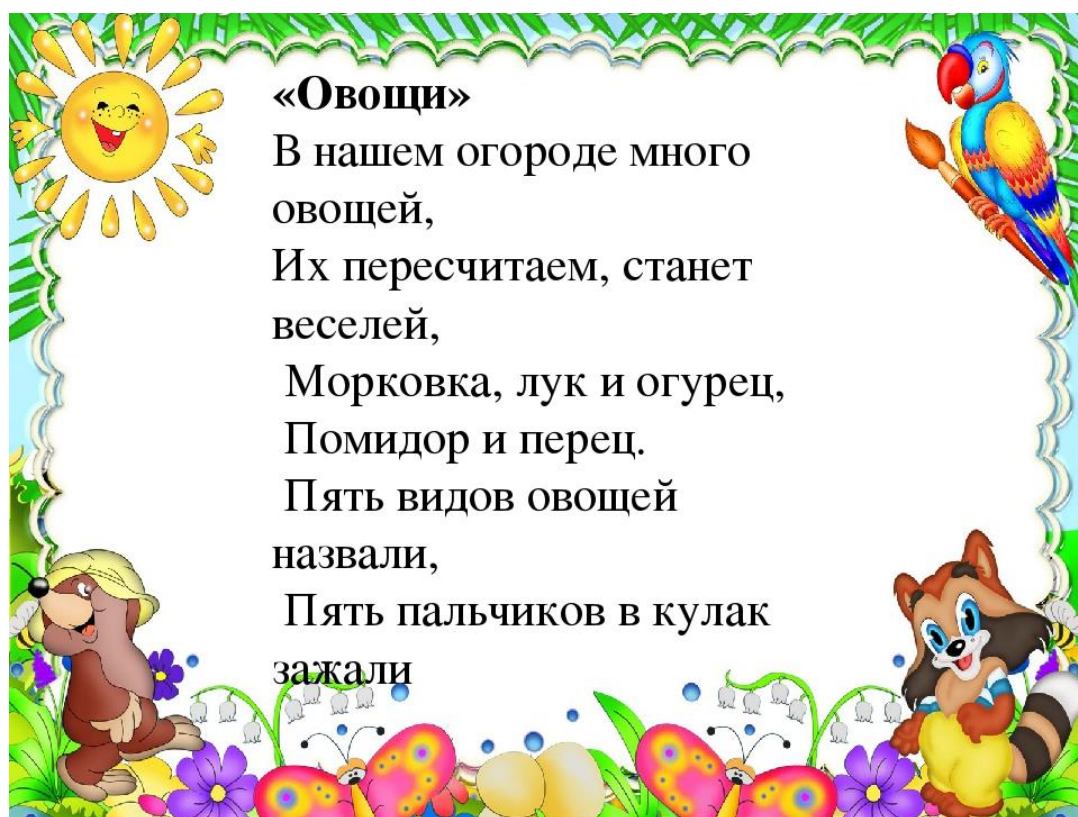 «Овощи»
В нашем огороде много
овощей,
Их пересчитаем, станет
веселей,
Морковка, лук и огурец,
Помидор и перец.
Пять видов овощей
назвали,
Пять пальчиков в кулак
зажали